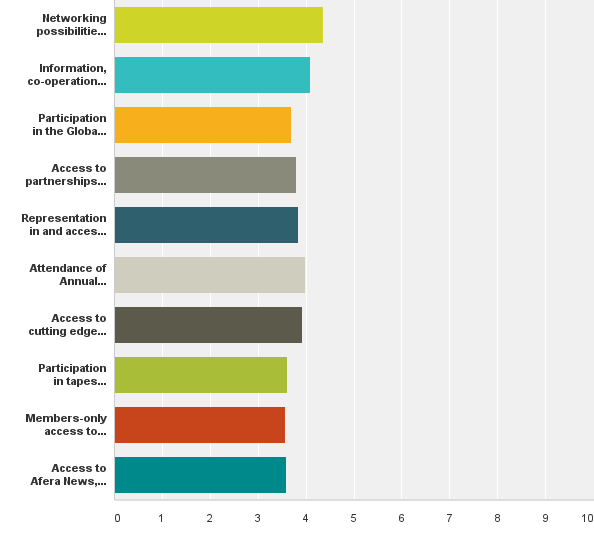 Networking
possibilitie...
Information,
co-operation...
Participation
in the Globa...
Access to
partnerships...
Representation
in and acces...
Attendance of
Annual...
Access to
cutting edge...
Participation
in tapes...
Members-only
access to...
Access to
Afera News,...
0 1 2 3 4 5 6 7 8 9 10